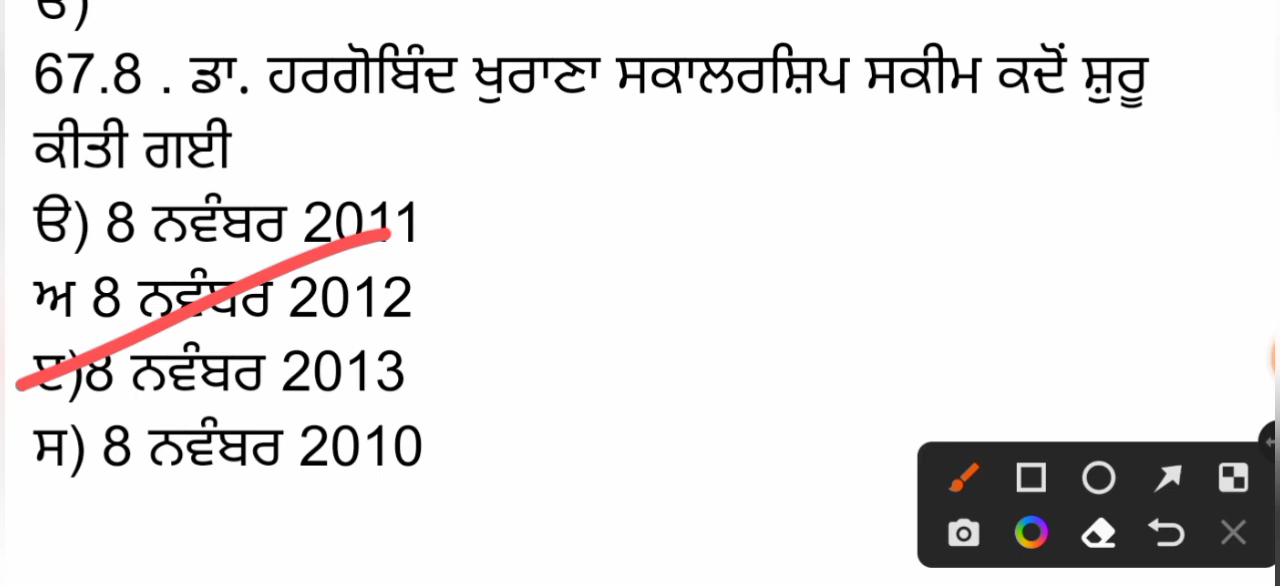 67.8 . ਡਾ. ਹਰਗੋਬਿੰਦ ਖੁਰਾਣਾ ਸਕਾਲਰਸ਼ਿਪ ਸਕੀਮ ਕਦੋਂ ਸ਼ੁਰੂ
ਕੀਤੀ ਗਈ
ੳ) 8 ਨਵੰਬਰ 2011
ਅ 8 ਨਵੰਬਰ 2012
ੲ)8 ਨਵੰਬਰ 2013
ਸ) 8 ਨਵੰਬਰ 2010